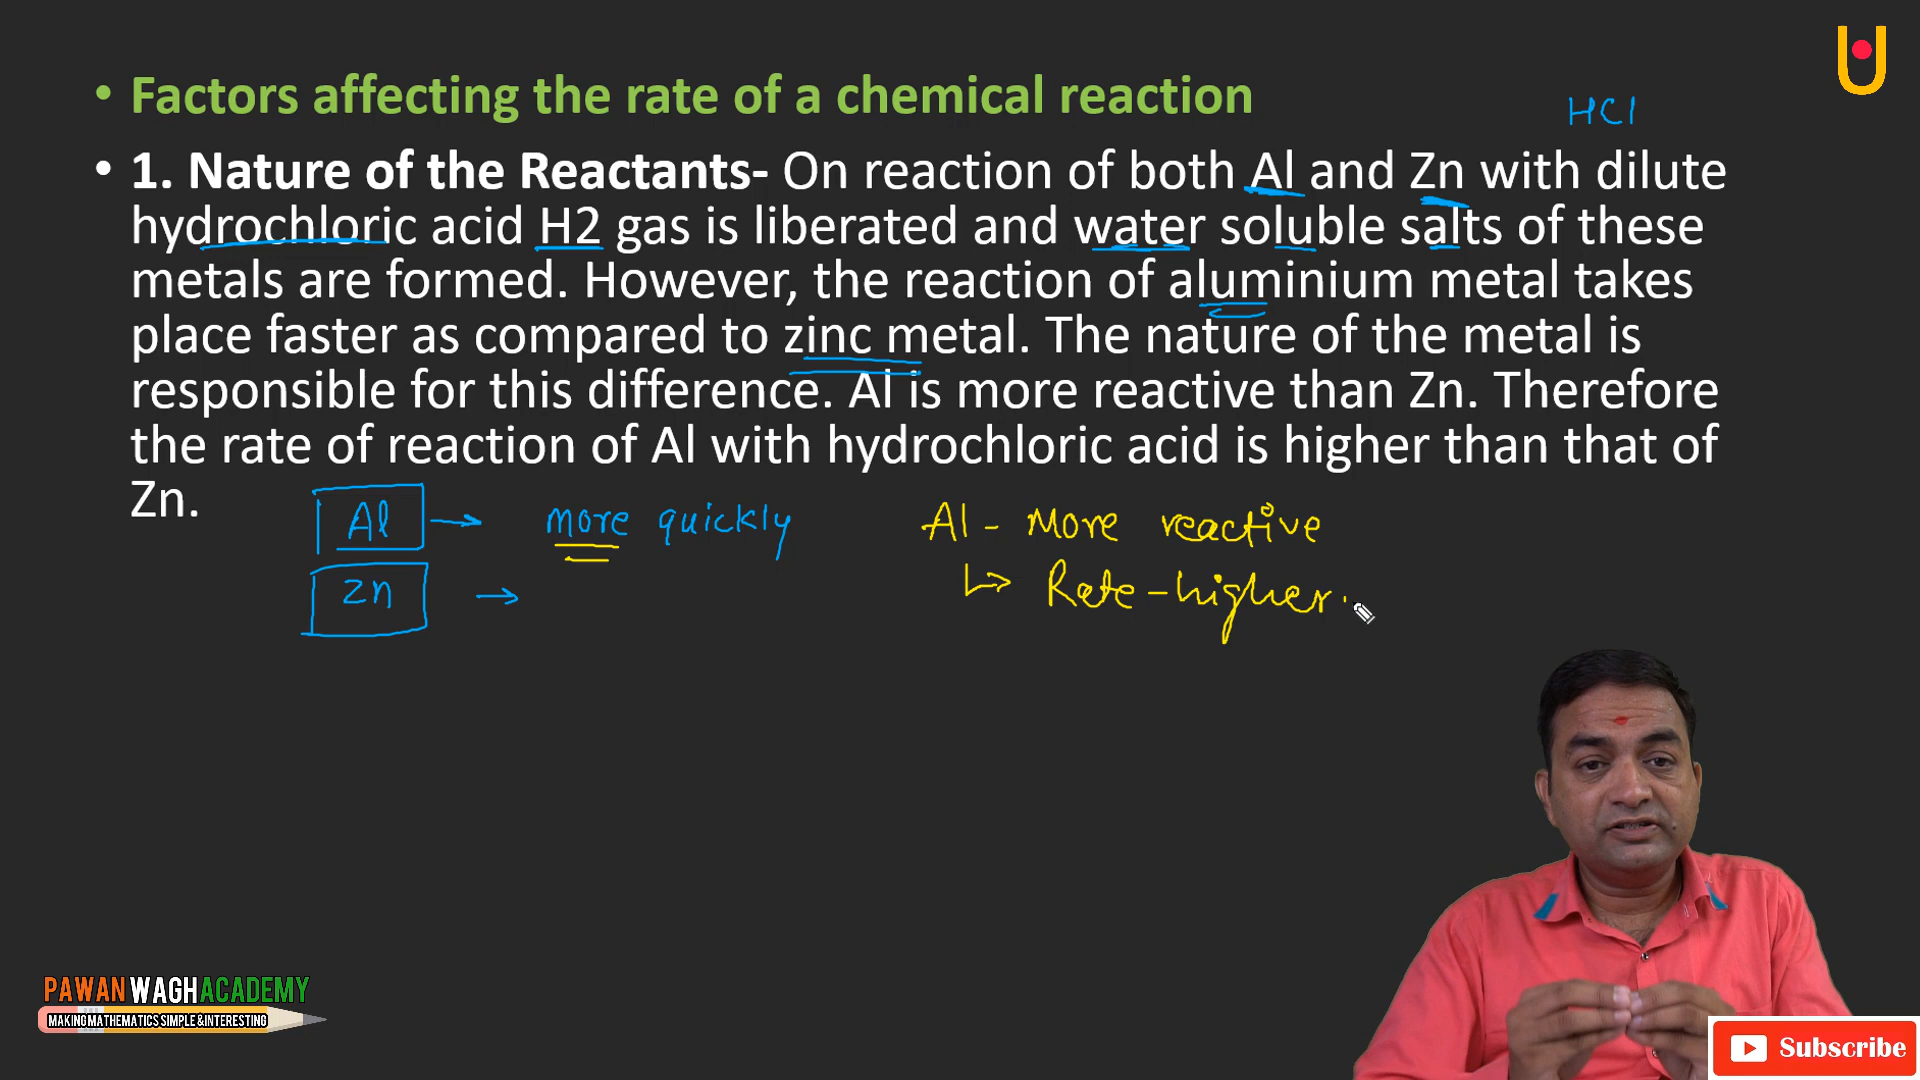 • Factors affecting the rate of a chemical reaction
HCl
• 1. Nature of the Reactants- On reaction of both Al and Zn with dilute
hydrochloric acid H2 gas is liberated and water soluble salts of these
metals are formed. However, the reaction of aluminium metal takes
place faster as compared to zinc metal. The nature of the metal is
responsible for this difference. Al is more reactive than Zn. Therefore
the rate of reaction of Al with hydrochloric acid is higher than that of
Zn.
Al → more quickly
Al - More reactive
Zn →
↳ Rate - higher.
PAWAN WAGH ACADEMY
MAKING MATHEMATICS SIMPLE & INTERESTING
Subscribe